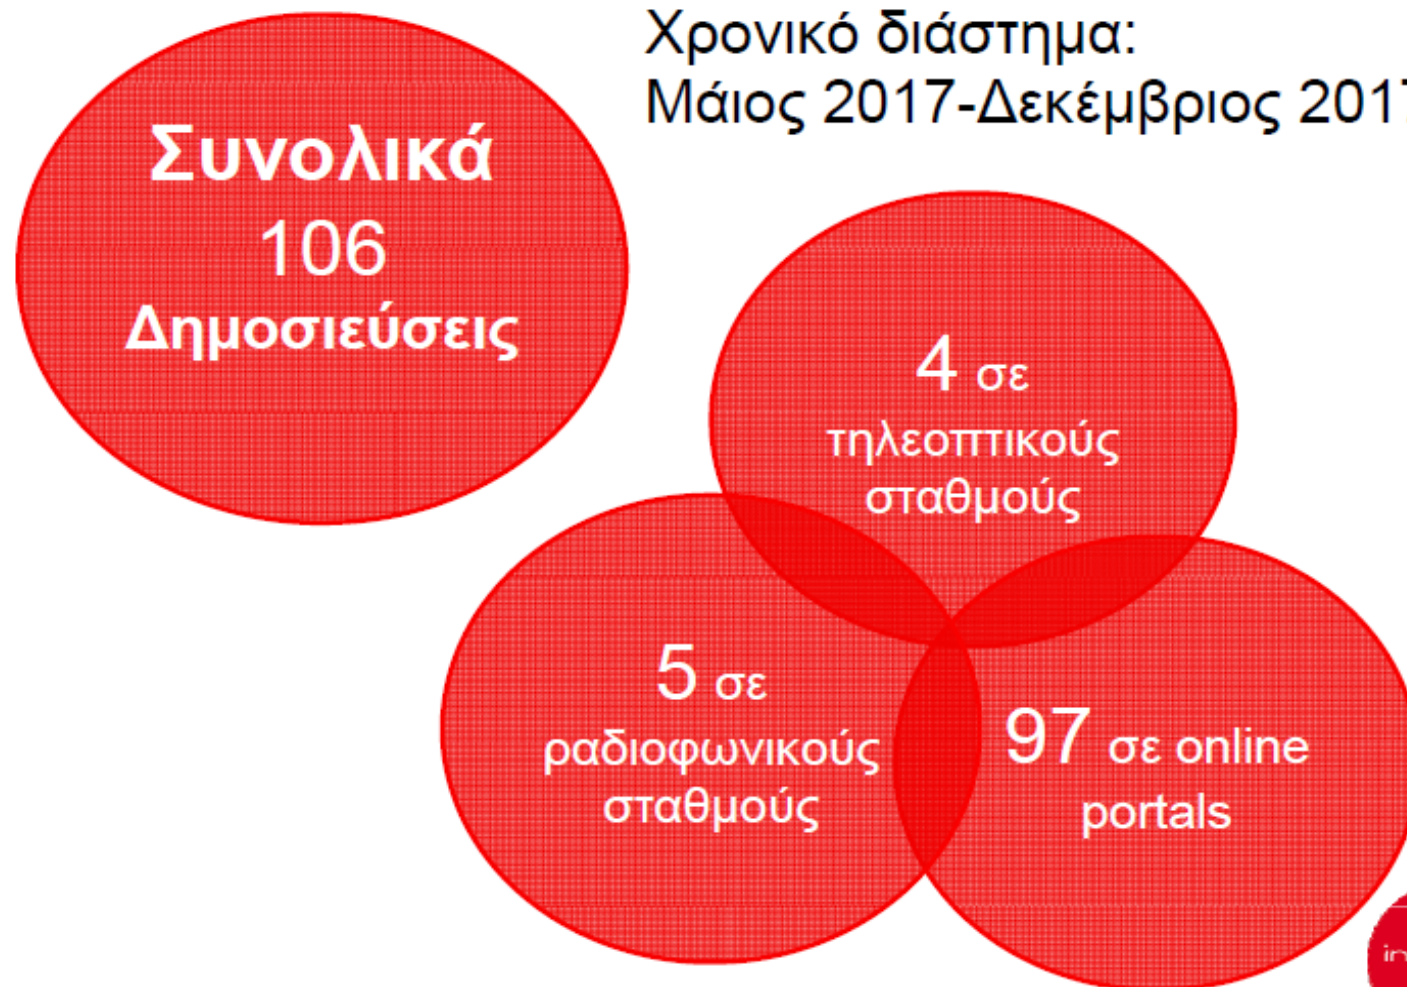 Χρονικό διάστημα:
Μάιος 2017-Δεκέμβριος 2017
Συνολικά
106
Δημοσιεύσεις
4 σε
τηλεοπτικούς
σταθμούς
5 σε
ραδιοφωνικούς
σταθμούς
97 σε online
portals